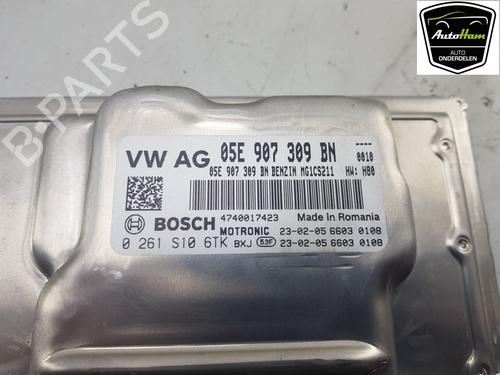 AutoHam
AUTO
ONDERDELEN
B-PARTS
VW AG 05E 907 309 BN ----
0010
05E 907 309 BN BENZIN MG1CS211 HW: H80
BOSCH 4740017423 Made in Romania
MOTRONIC 23-02-05 6603 0108
0 261 S10 6TK BXJ 53F 23-02-05 6603 0108